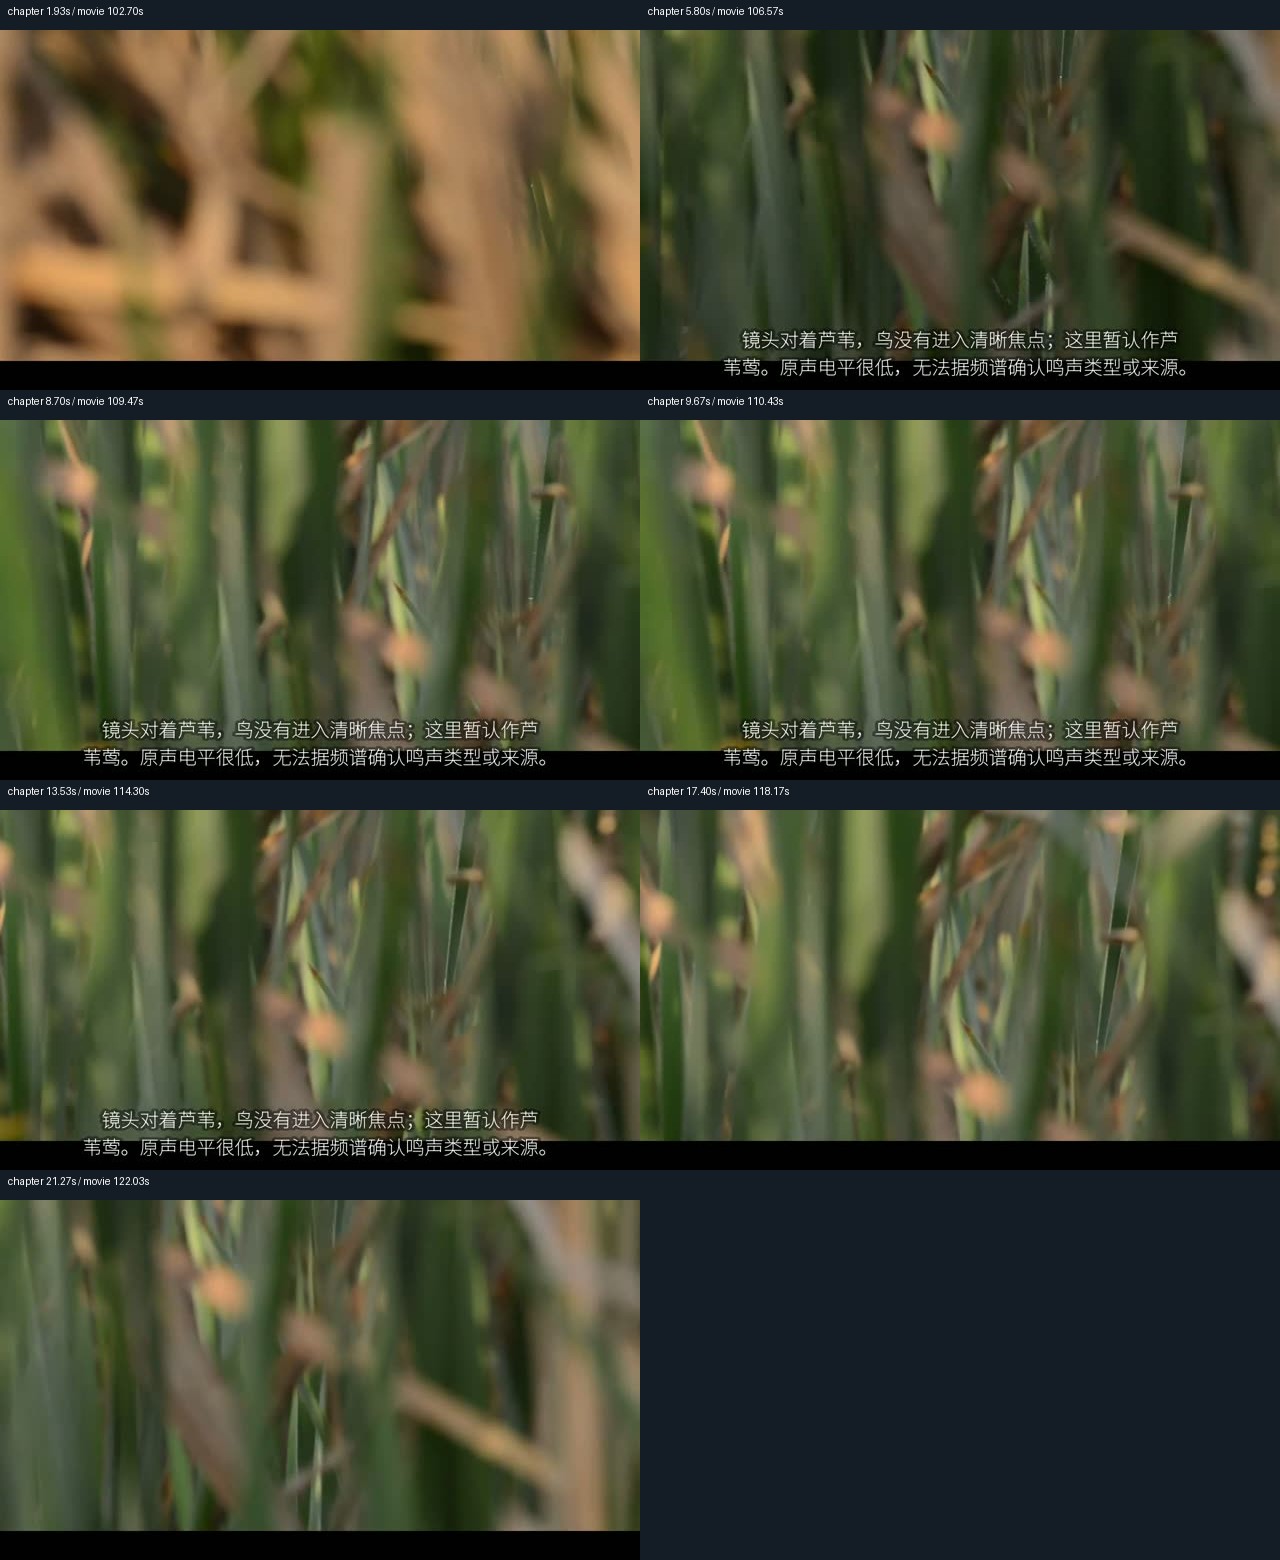 chapter 1.93s / movie 102.70s
chapter 5.80s / movie 106.57s
镜头对着芦苇，鸟没有进入清晰焦点；这里暂认作芦
苇莺。原声电平很低，无法据频谱确认鸣声类型或来源。
chapter 8.70s / movie 109.47s
镜头对着芦苇，鸟没有进入清晰焦点；这里暂认作芦
苇莺。原声电平很低，无法据频谱确认鸣声类型或来源。
chapter 9.67s / movie 110.43s
镜头对着芦苇，鸟没有进入清晰焦点；这里暂认作芦
苇莺。原声电平很低，无法据频谱确认鸣声类型或来源。
chapter 13.53s / movie 114.30s
镜头对着芦苇，鸟没有进入清晰焦点；这里暂认作芦
苇莺。原声电平很低，无法据频谱确认鸣声类型或来源。
chapter 17.40s / movie 118.17s
chapter 21.27s / movie 122.03s